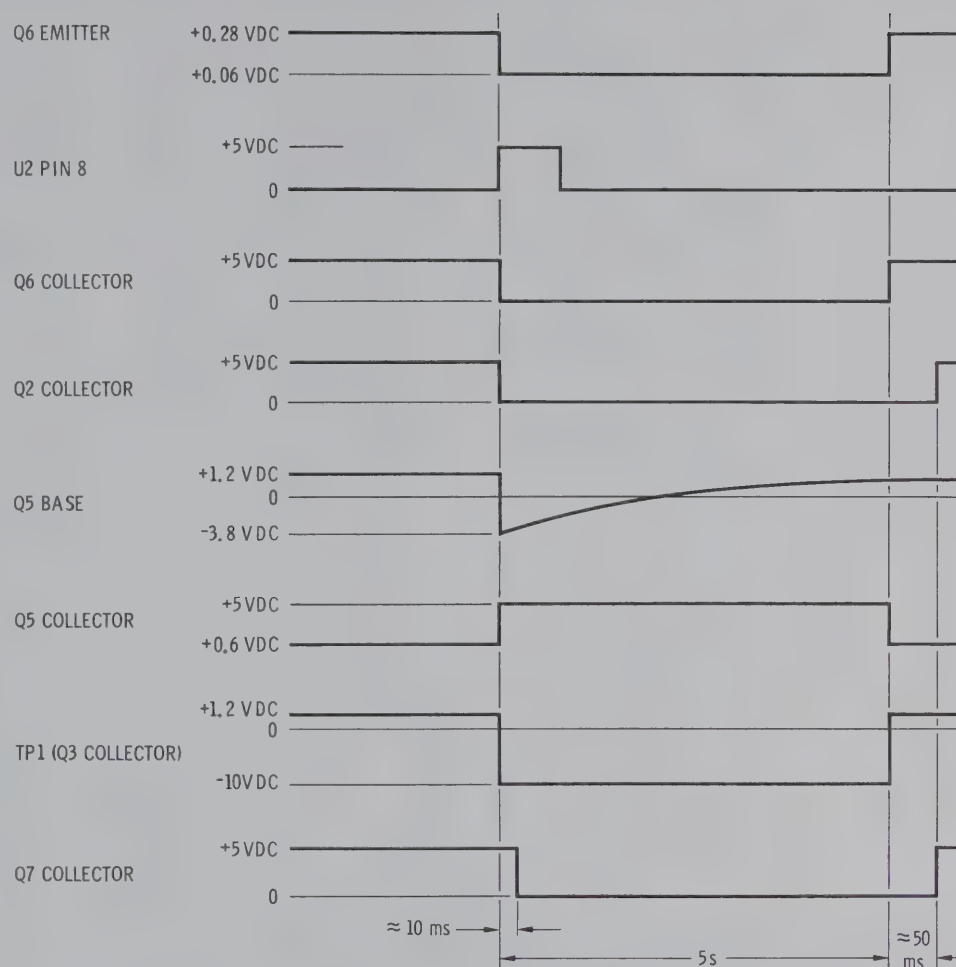 Q6 EMITTER
+0.28 VDC
+0.06 VDC
U2 PIN 8
+5VDC
0
Q6 COLLECTOR
+5VDC
0
Q2 COLLECTOR
+5VDC
0
Q5 BASE
+1.2 VDC
0
-3.8 VDC
Q5 COLLECTOR
+5VDC
+0.6 VDC
TP1 (Q3 COLLECTOR)
+1.2 VDC
0
-10VDC
Q7 COLLECTOR
+5VDC
0
≈ 10 ms
5s
≈50
ms